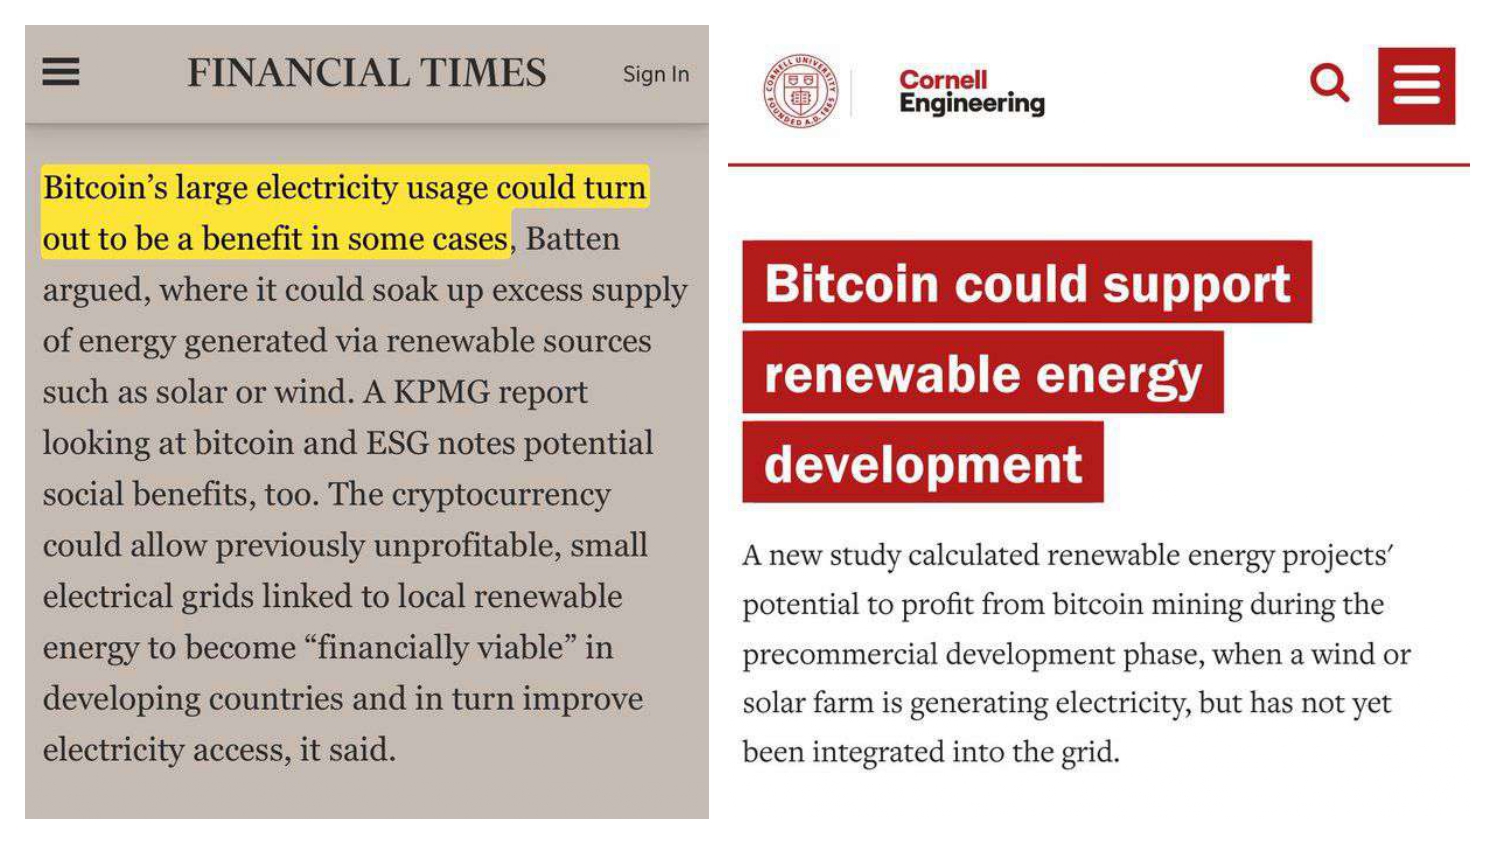 FINANCIAL TIMES
Sign In
Bitcoin’s large electricity usage could turn
out to be a benefit in some cases, Batten
argued, where it could soak up excess supply
of energy generated via renewable sources
such as solar or wind. A KPMG report
looking at bitcoin and ESG notes potential
social benefits, too. The cryptocurrency
could allow previously unprofitable, small
electrical grids linked to local renewable
energy to become “financially viable” in
developing countries and in turn improve
electricity access, it said.
CORNELL UNIVERSITY
FOUNDED A.D. 1865
Cornell
Engineering
Bitcoin could support
renewable energy
development
A new study calculated renewable energy projects’
potential to profit from bitcoin mining during the
precommercial development phase, when a wind or
solar farm is generating electricity, but has not yet
been integrated into the grid.